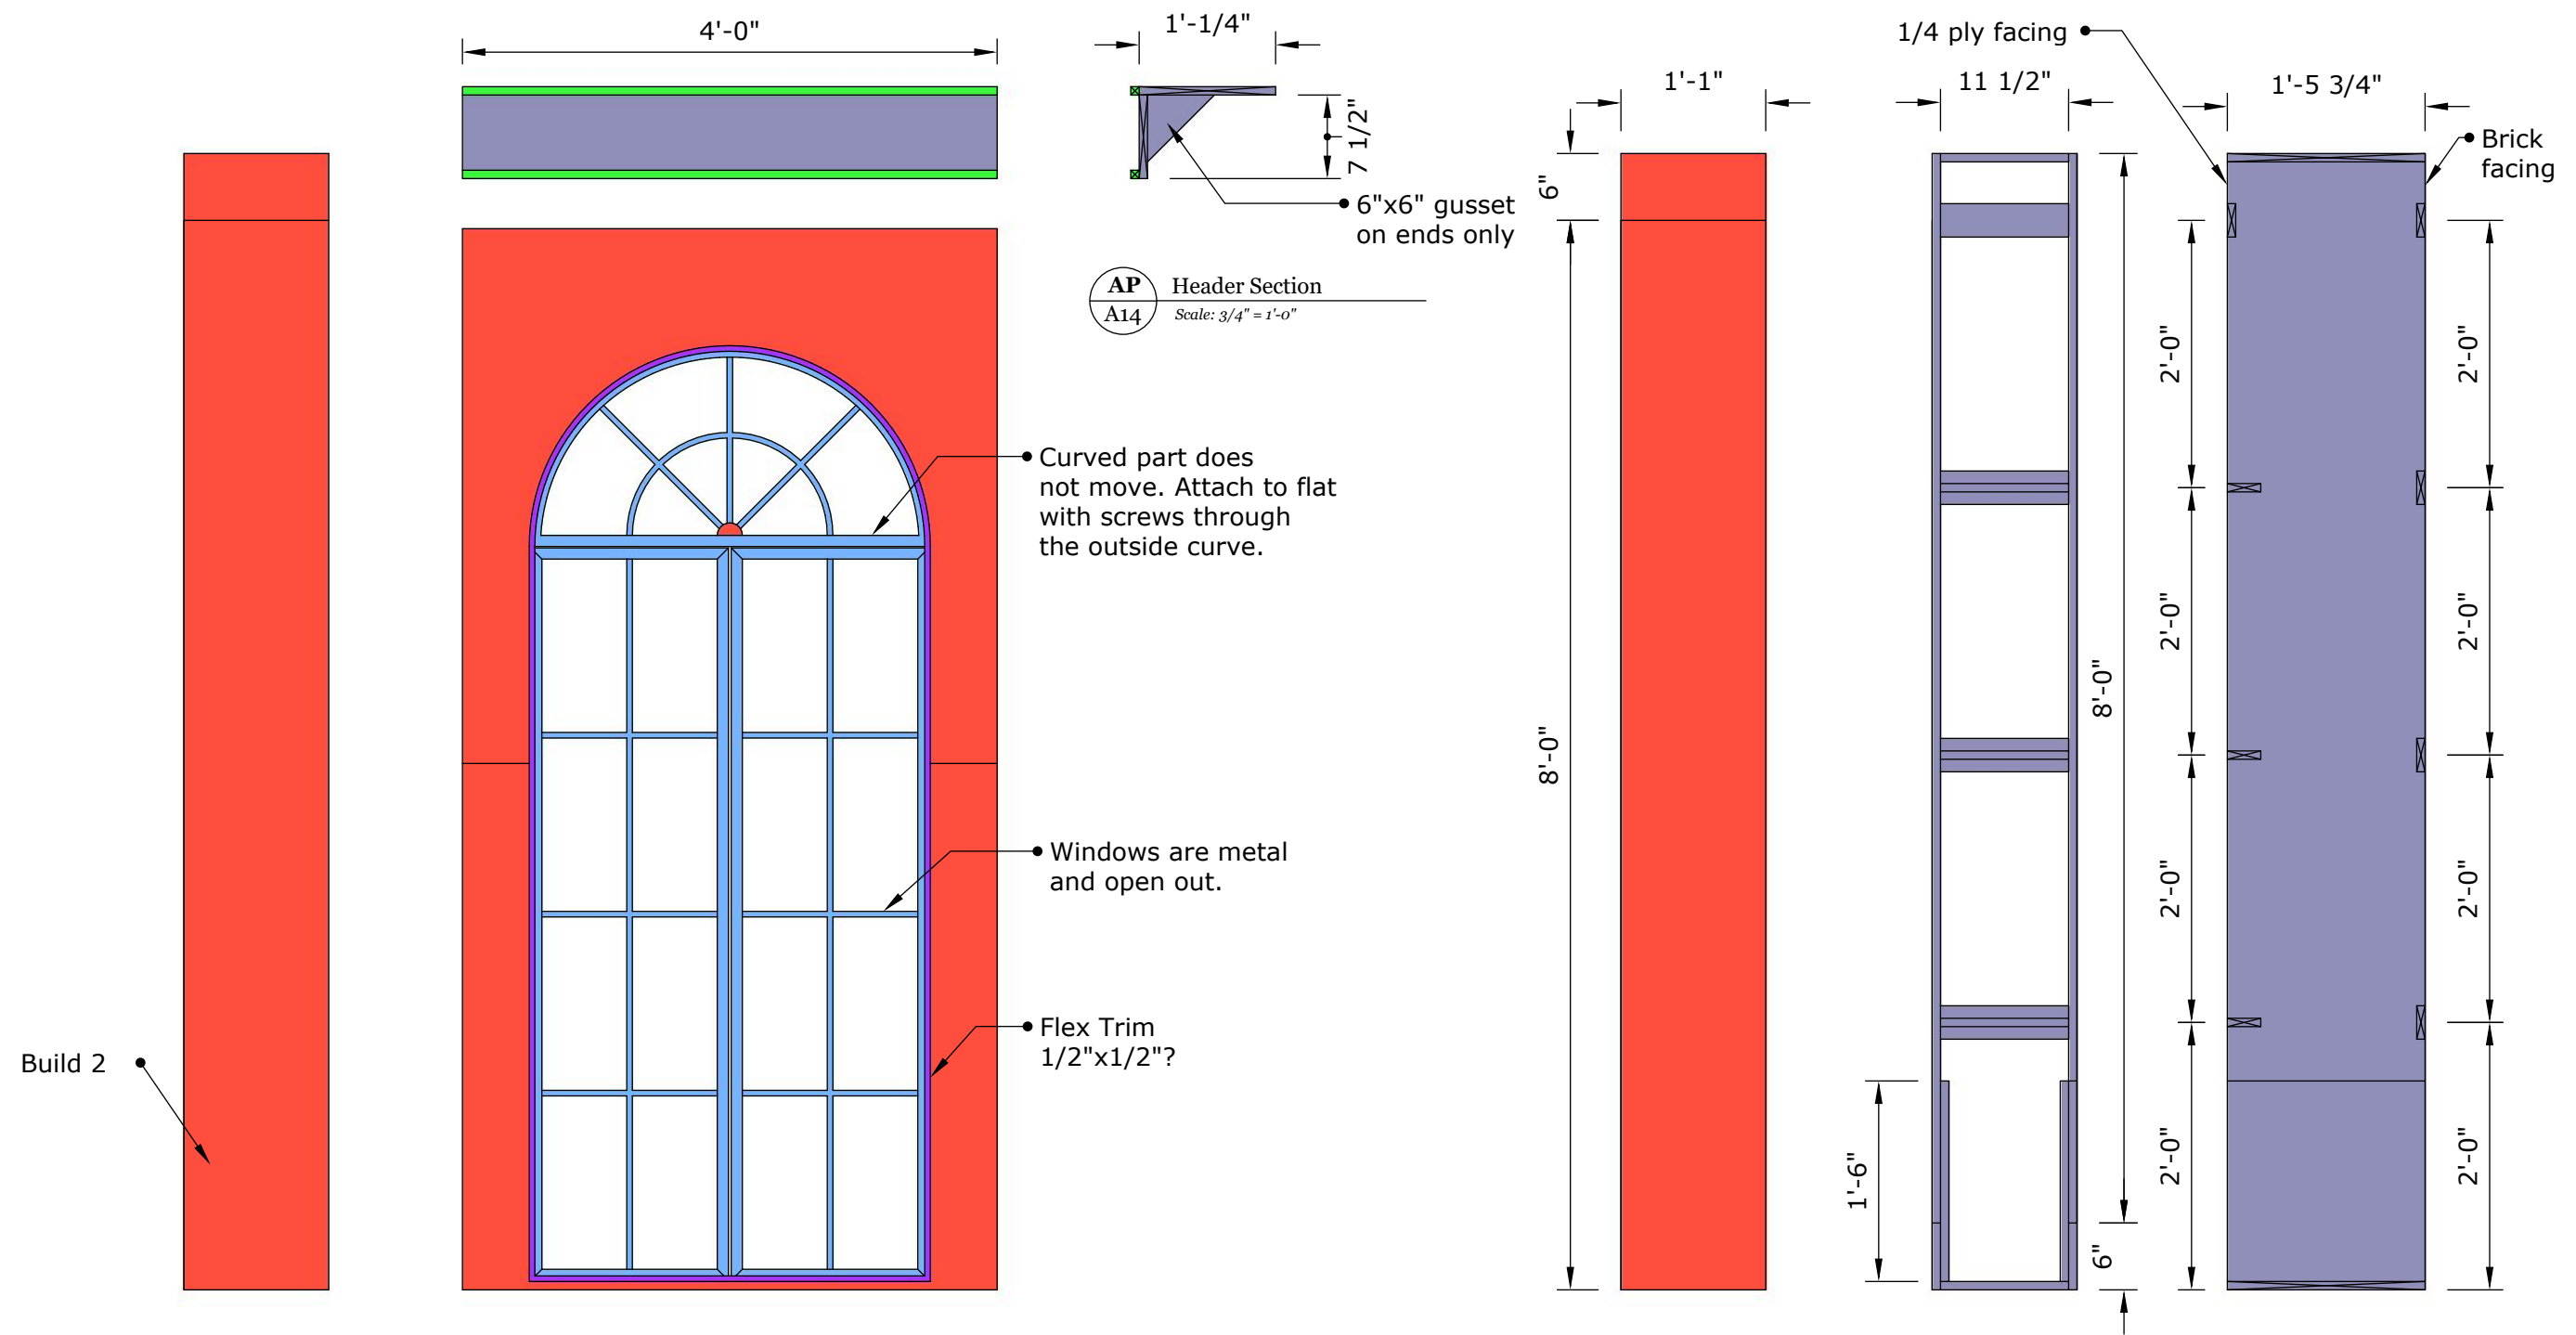 4'-0"
1'-1/4"
7 1/2"
6"x6" gusset
on ends only
AP
A14
Header Section
Scale: 3/4" = 1'-0"
Curved part does
not move. Attach to flat
with screws through
the outside curve.
Windows are metal
and open out.
Flex Trim
1/2"x1/2"?
Build 2
1'-1"
6"
8'-0"
11 1/2"
8'-0"
1'-6"
6"
1/4 ply facing
1'-5 3/4"
Brick
facing
2'-0"
2'-0"
2'-0"
2'-0"
2'-0"
2'-0"
2'-0"
2'-0"